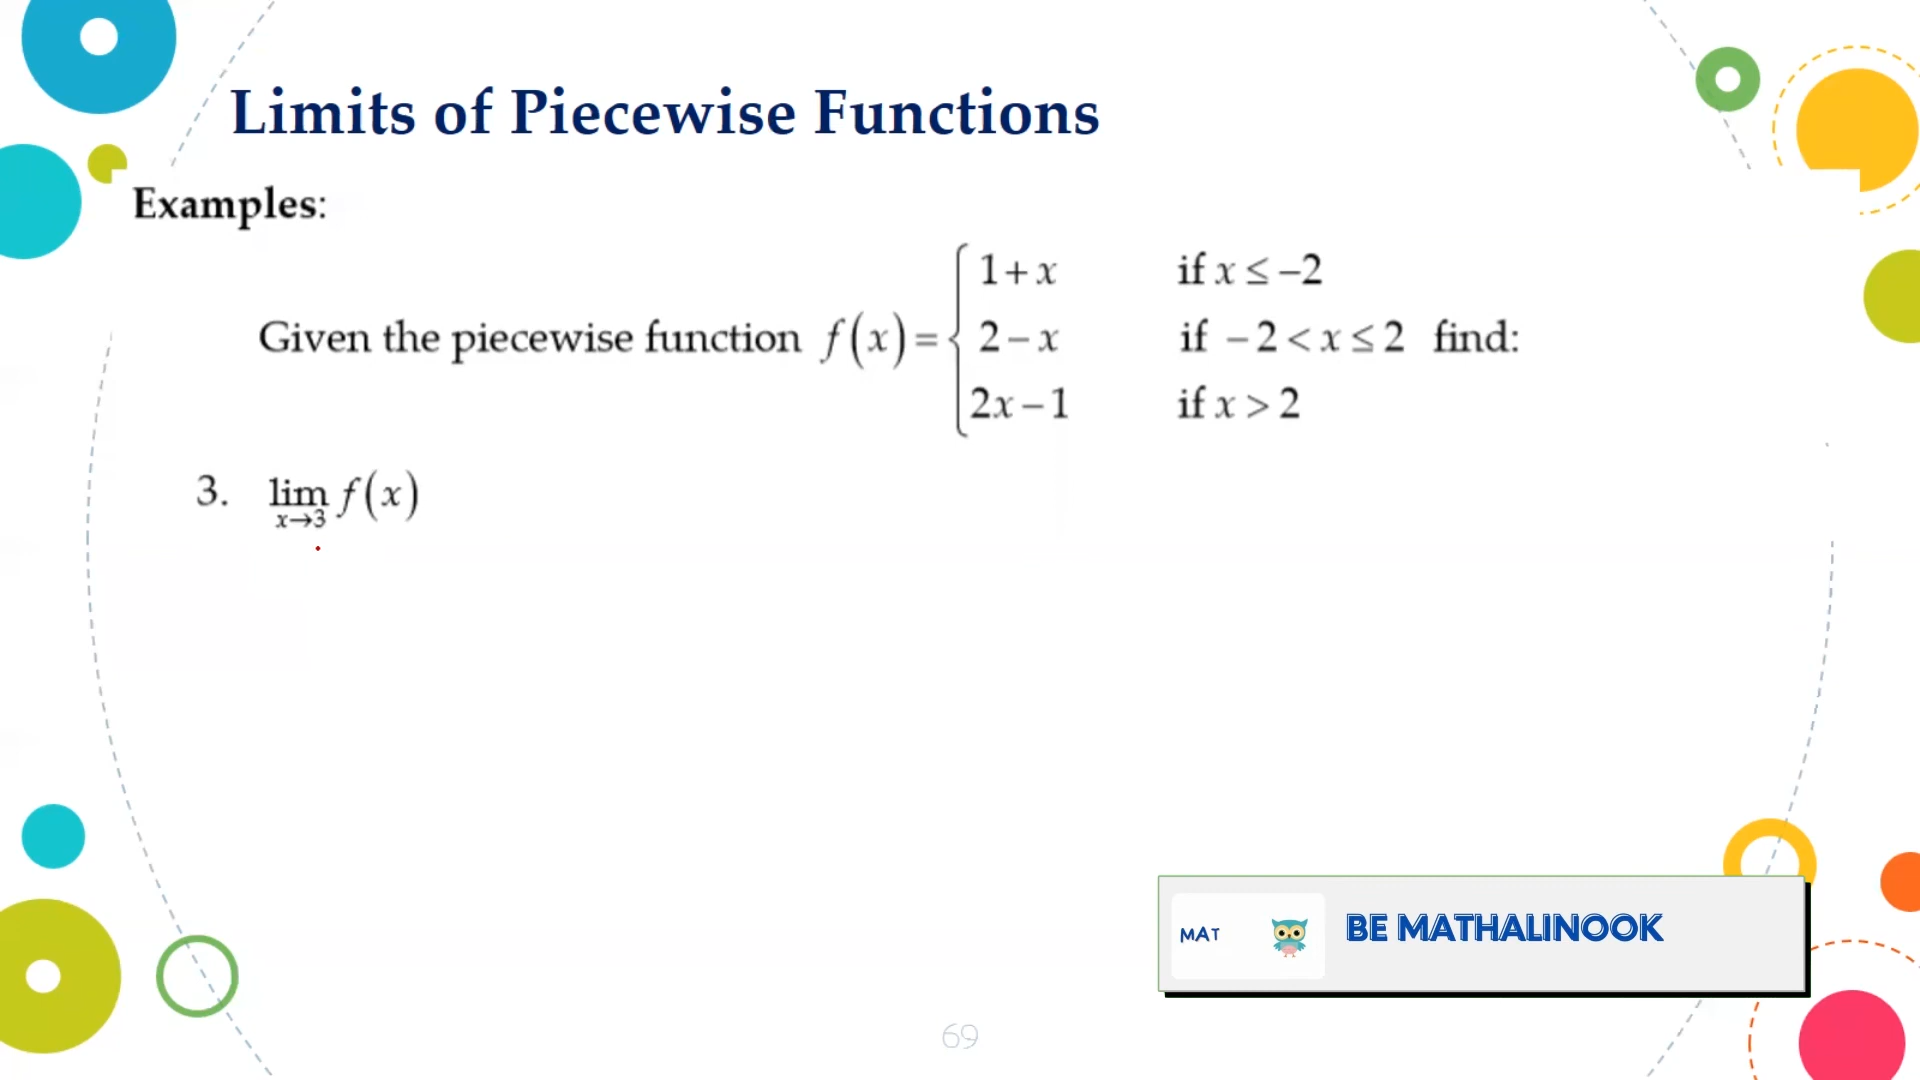 Limits of Piecewise Functions
Examples:
1+x if x ≤ −2
Given the piecewise function f(x) = { 2−x if −2 < x ≤ 2 find:
2x−1 if x > 2
3. lim f(x)
x→3
MAT BE MATHALINOOK
69